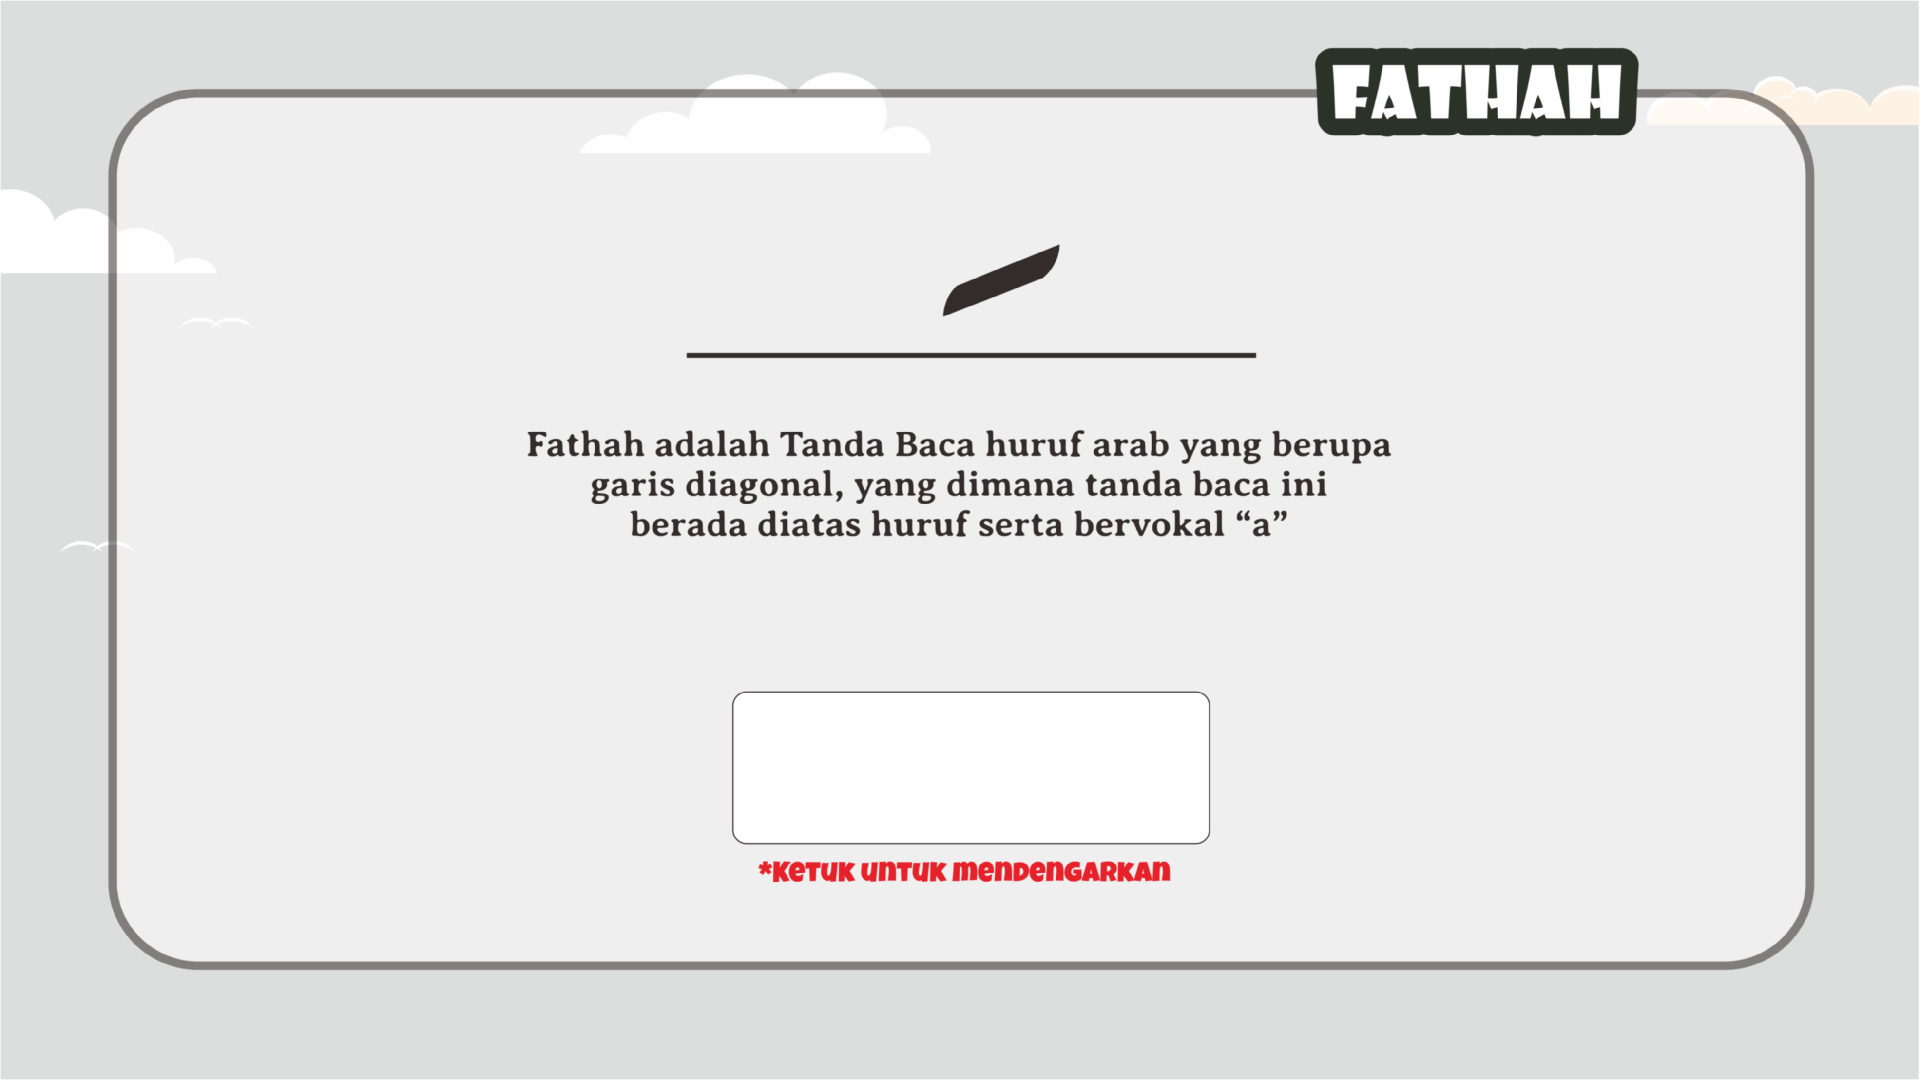 FATHAH
Fathah adalah Tanda Baca huruf arab yang berupa
garis diagonal, yang dimana tanda baca ini
berada diatas huruf serta bervokal “a”
*Ketuk untuk mendengarkan